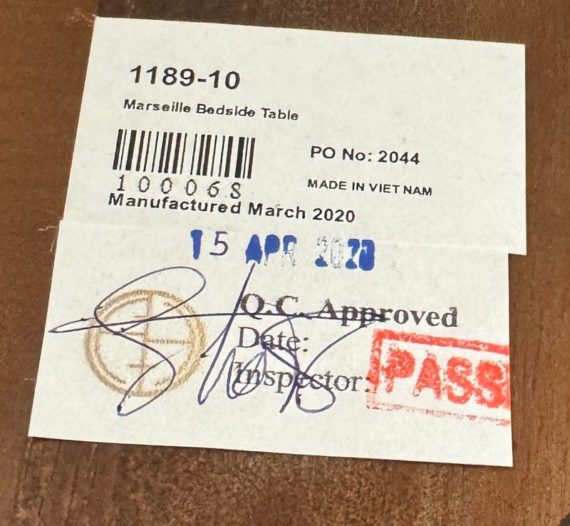 1189-10
Marseille Bedside Table
PO No: 2044
100068
MADE IN VIET NAM
Manufactured March 2020
15 APR 2020
Q.C. Approved
Date:
Inspector:
PASS